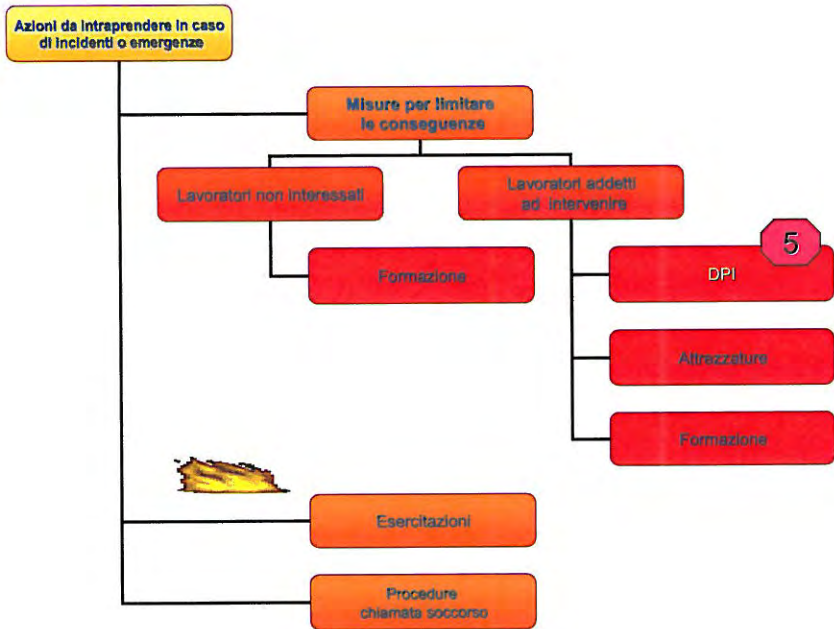 Azioni da intraprendere in caso
di incidenti o emergenze
Misure per limitare
le conseguenze
Lavoratori non interessati
Lavoratori addetti
ad intervenire
5
Formazione
DPI
Attrezzature
Formazione
Esercitazioni
Procedure
chiamata soccorso